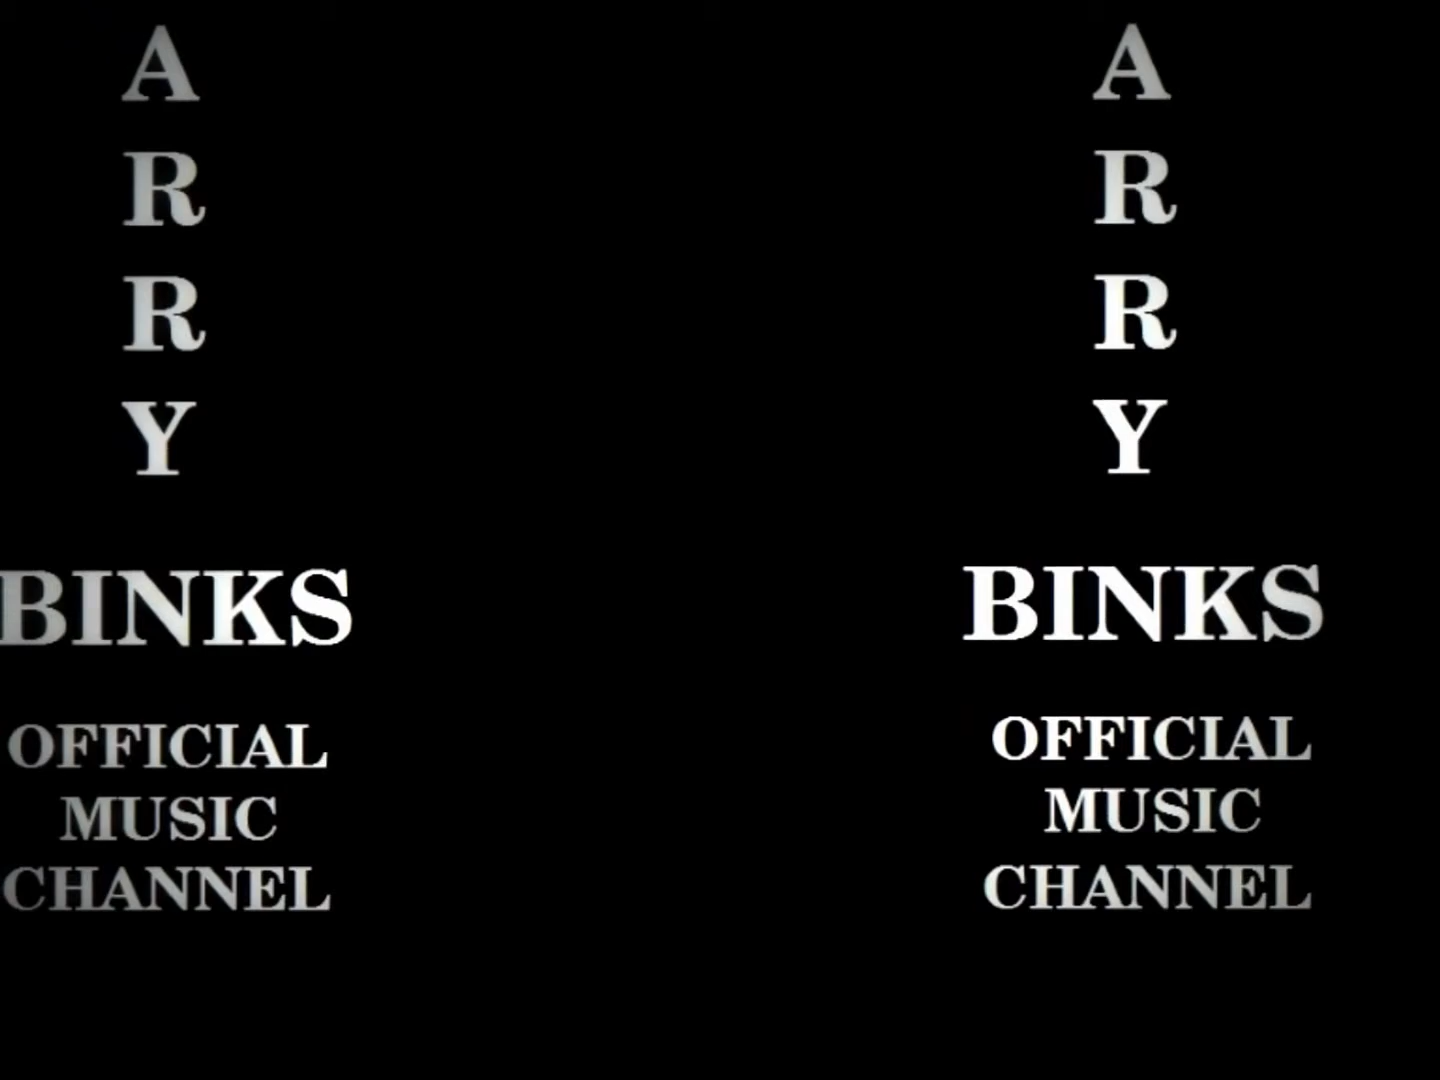 A
R
R
Y
BINKS
OFFICIAL
MUSIC
CHANNEL
A
R
R
Y
BINKS
OFFICIAL
MUSIC
CHANNEL